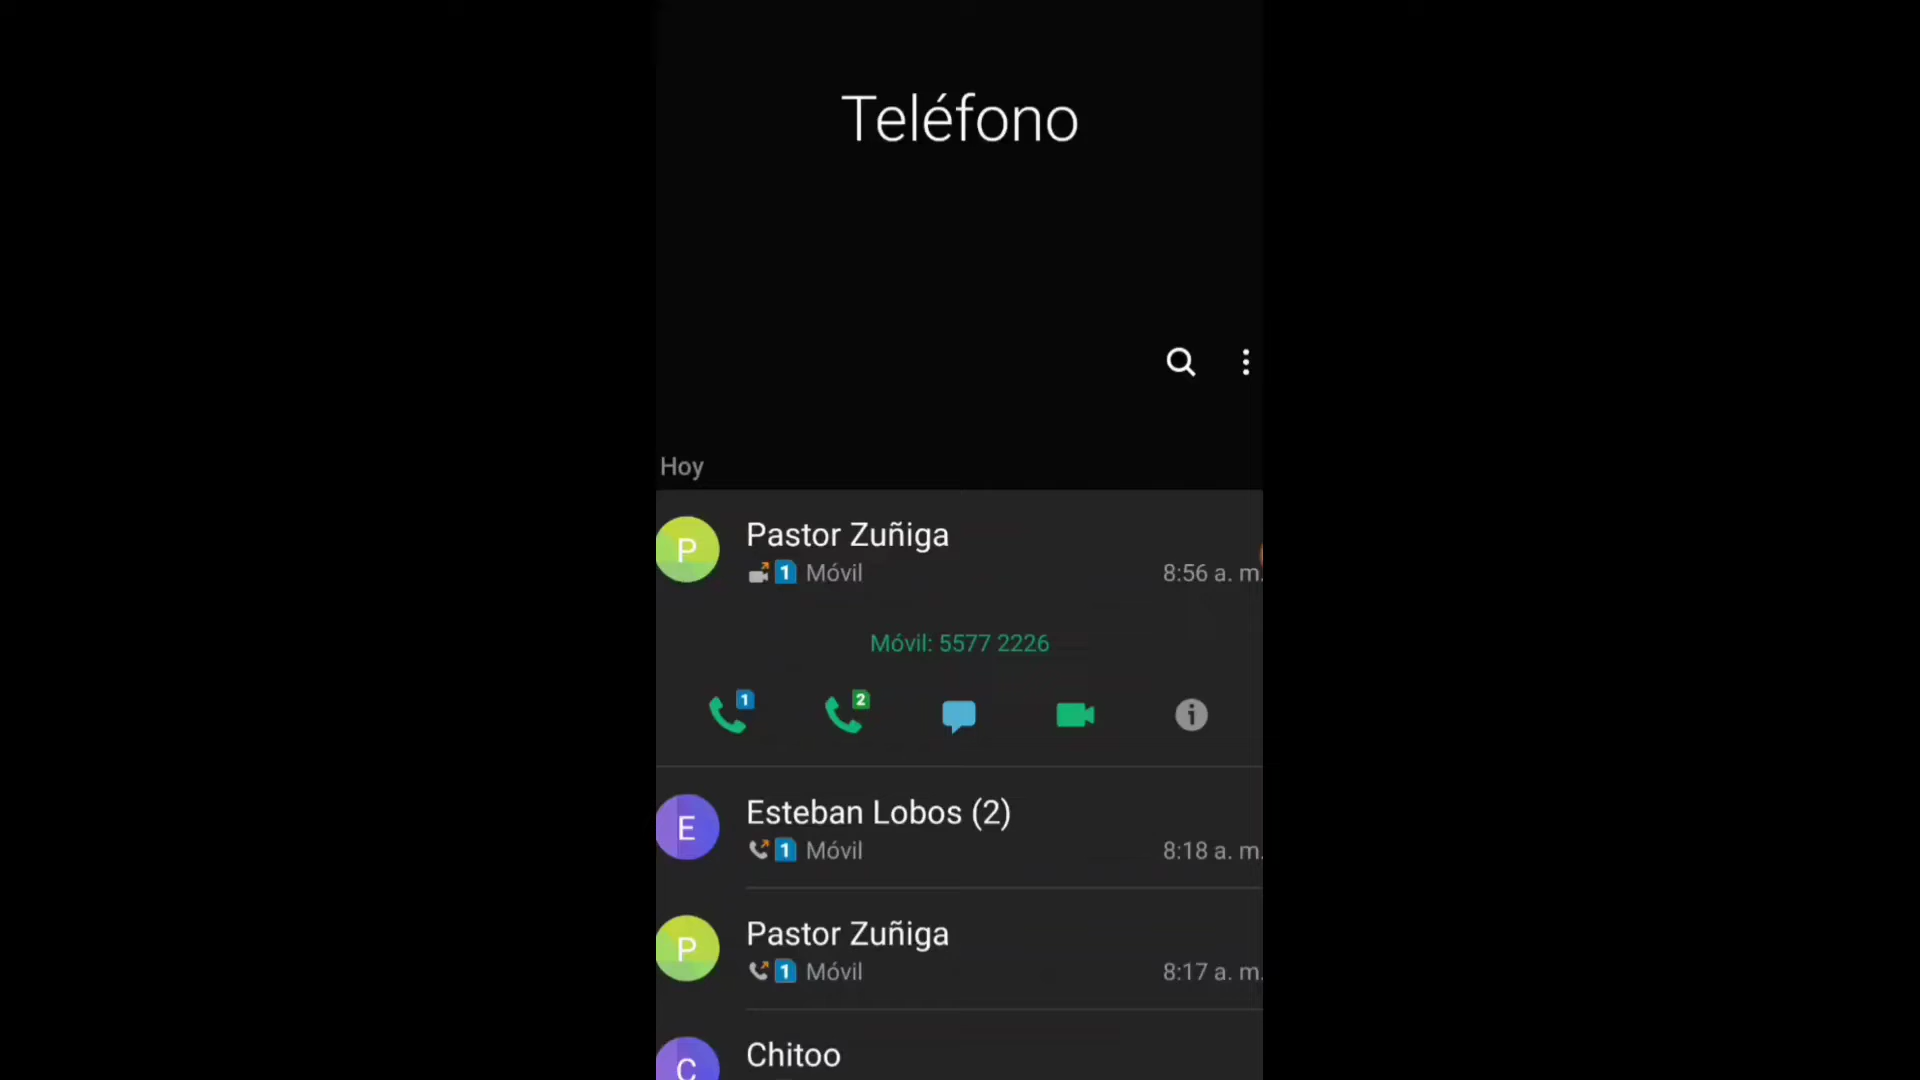 Teléfono
Hoy
P
Pastor Zuñiga
1 Móvil
8:56 a. m.
Móvil: 5577 2226
1
2
E
Esteban Lobos (2)
1 Móvil
8:18 a. m.
P
Pastor Zuñiga
1 Móvil
8:17 a. m.
C
Chitoo